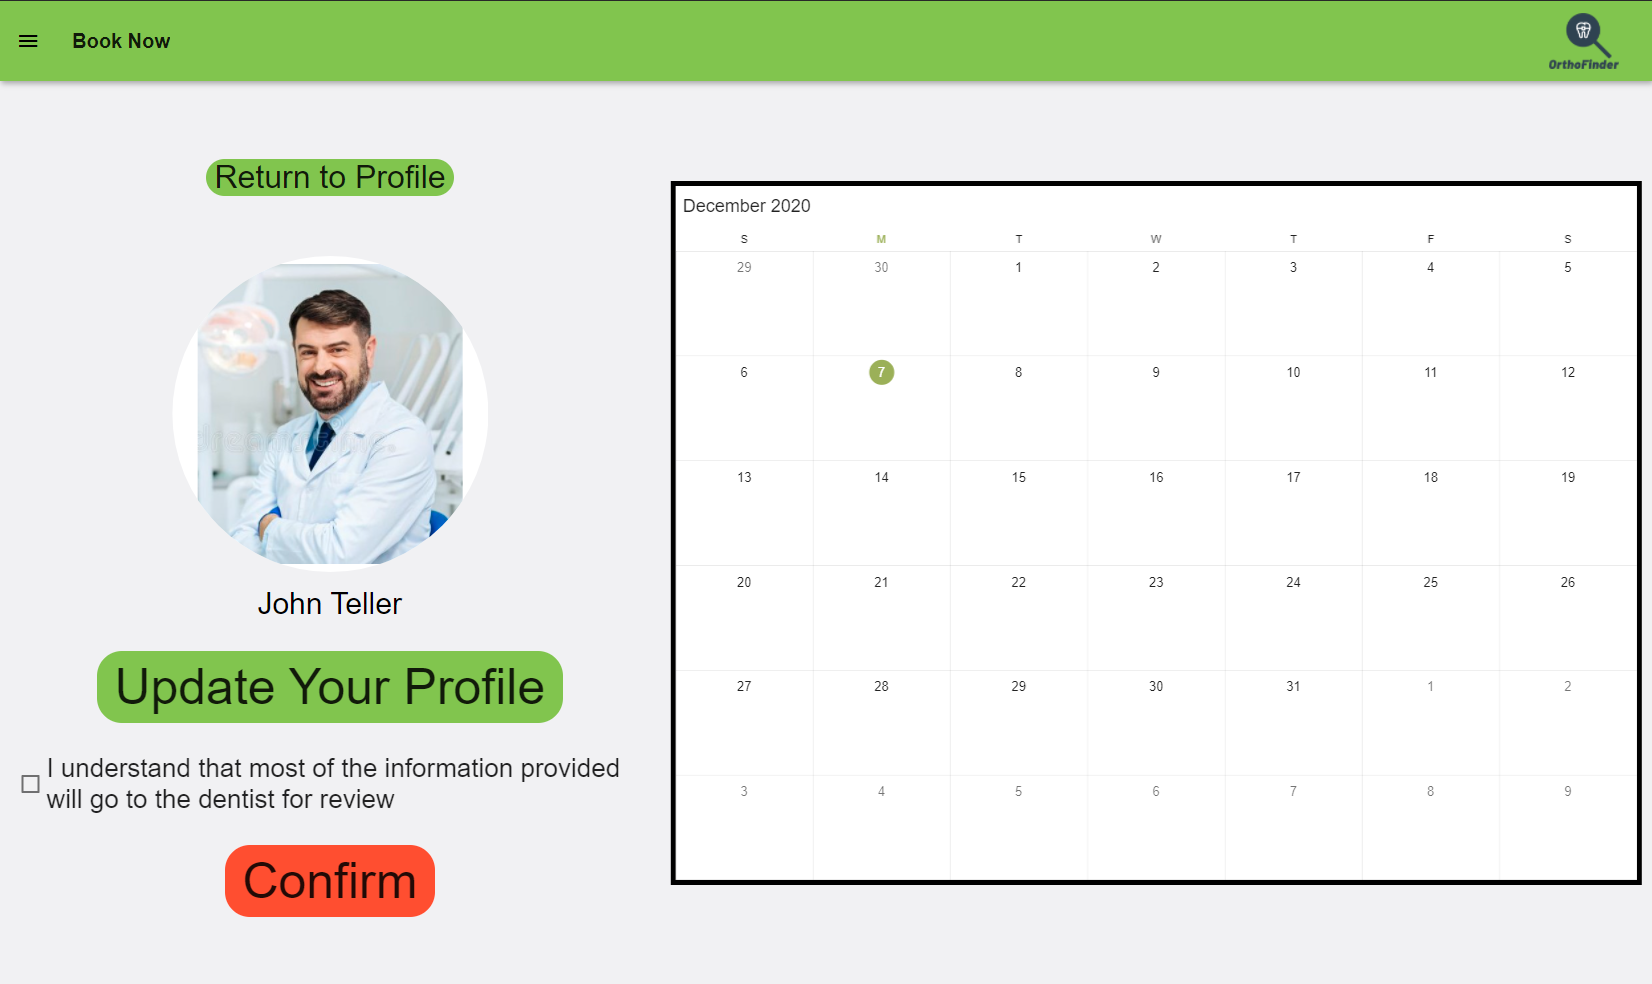 Book Now
OrthoFinder
Return to Profile
John Teller
Update Your Profile
I understand that most of the information provided
will go to the dentist for review
Confirm
December 2020
S M T W T F S
29 30 1 2 3 4 5
6 7 8 9 10 11 12
13 14 15 16 17 18 19
20 21 22 23 24 25 26
27 28 29 30 31 1 2
3 4 5 6 7 8 9